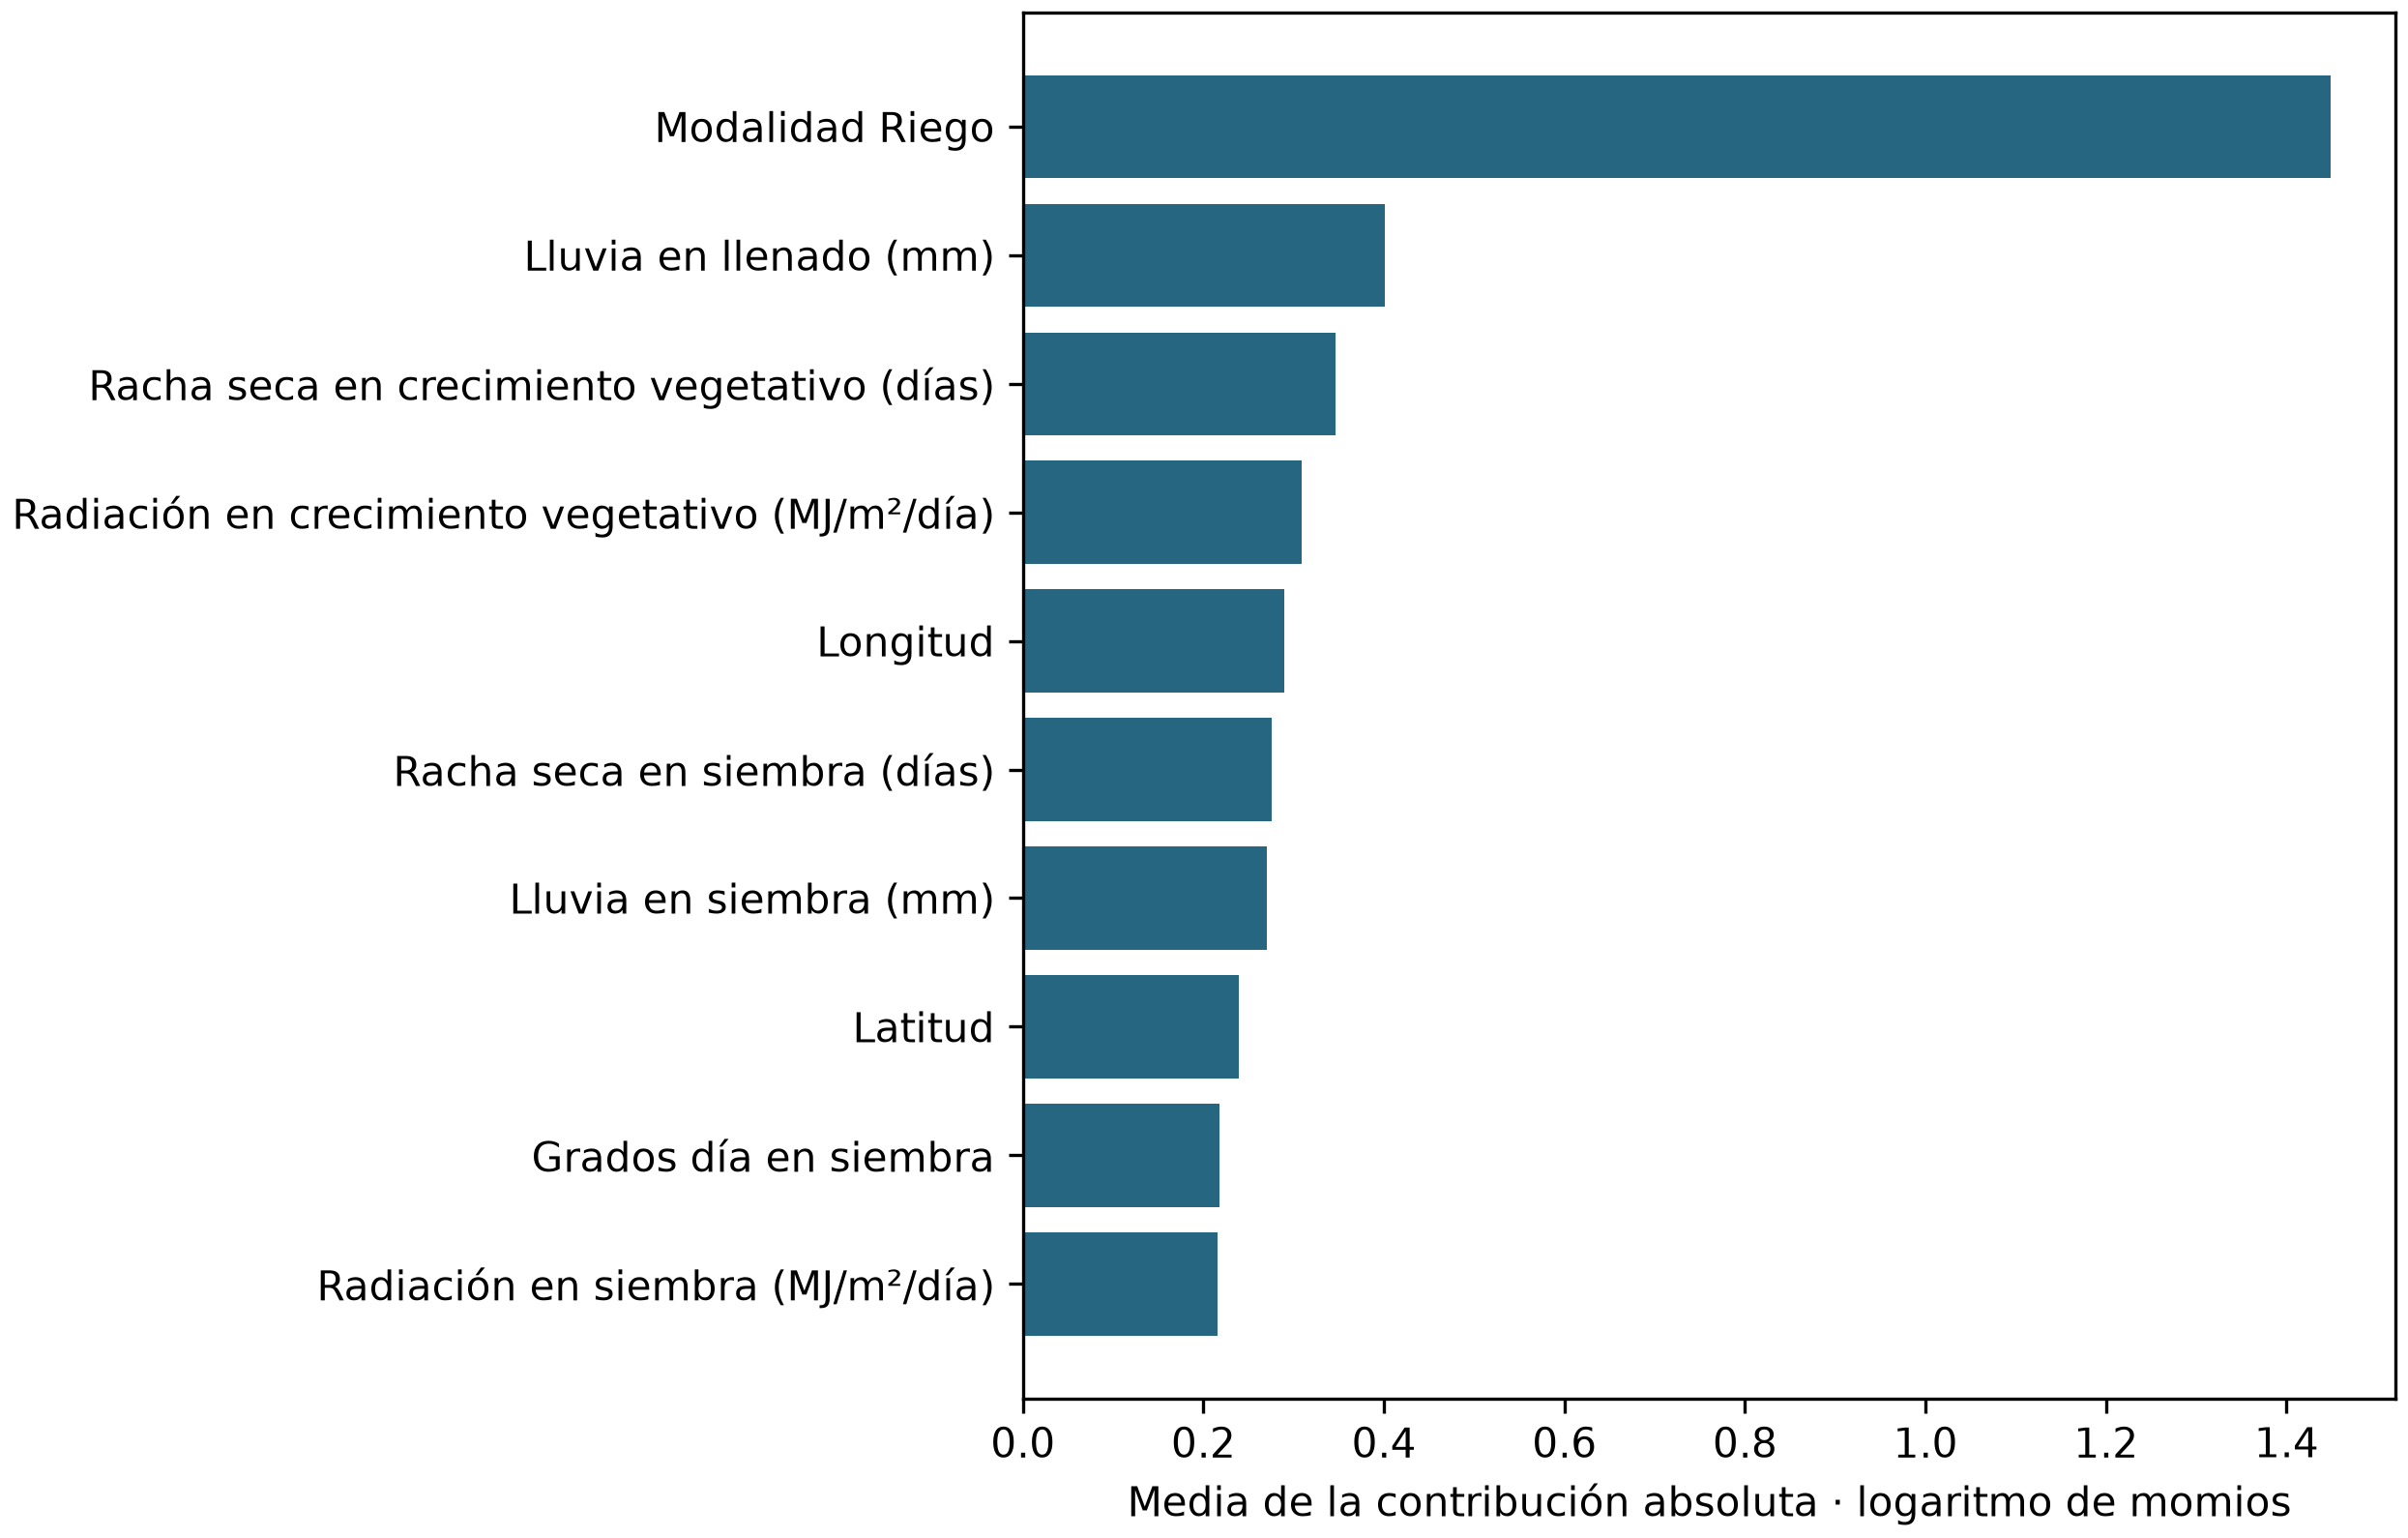 Modalidad Riego
Lluvia en llenado (mm)
Racha seca en crecimiento vegetativo (días)
Radiación en crecimiento vegetativo (MJ/m²/día)
Longitud
Racha seca en siembra (días)
Lluvia en siembra (mm)
Latitud
Grados día en siembra
Radiación en siembra (MJ/m²/día)
0.0 0.2 0.4 0.6 0.8 1.0 1.2 1.4
Media de la contribución absoluta · logaritmo de momios